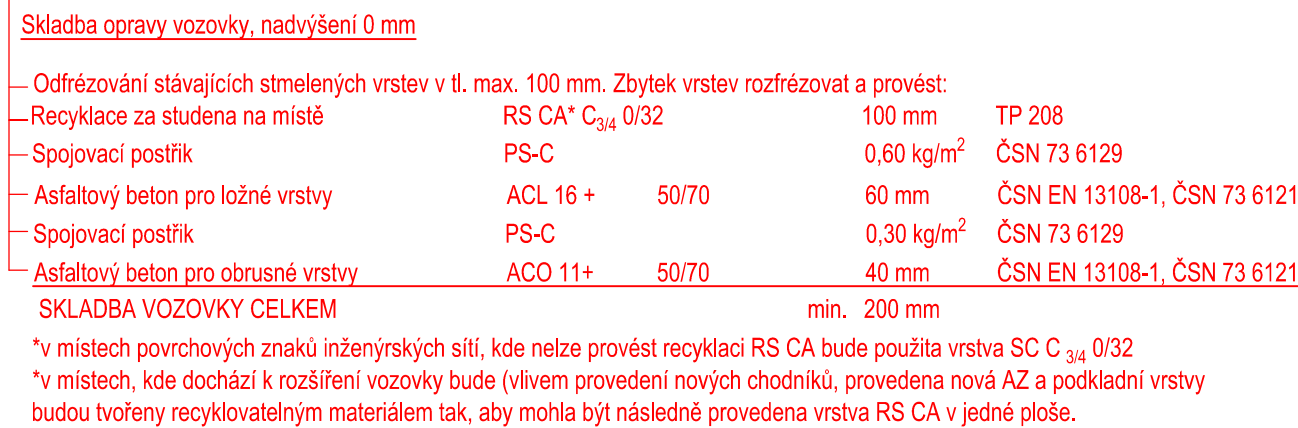 Skladba opravy vozovky, nadvýšení 0 mm
Odfrézování stávajících stmelených vrstev v tl. max. 100 mm. Zbytek vrstev rozfrézovat a provést:
Recyklace za studena na místě RS CA* C3/4 0/32 100 mm TP 208
Spojovací postřik PS-C 0,60 kg/m² ČSN 73 6129
Asfaltový beton pro ložné vrstvy ACL 16 + 50/70 60 mm ČSN EN 13108-1, ČSN 73 6121
Spojovací postřik PS-C 0,30 kg/m² ČSN 73 6129
Asfaltový beton pro obrusné vrstvy ACO 11+ 50/70 40 mm ČSN EN 13108-1, ČSN 73 6121
SKLADBA VOZOVKY CELKEM min. 200 mm
*v místech povrchových znaků inženýrských sítí, kde nelze provést recyklaci RS CA bude použita vrstva SC C 3/4 0/32
*v místech, kde dochází k rozšíření vozovky bude (vlivem provedení nových chodníků, provedena nová AZ a podkladní vrstvy
budou tvořeny recyklovatelným materiálem tak, aby mohla být následně provedena vrstva RS CA v jedné ploše.